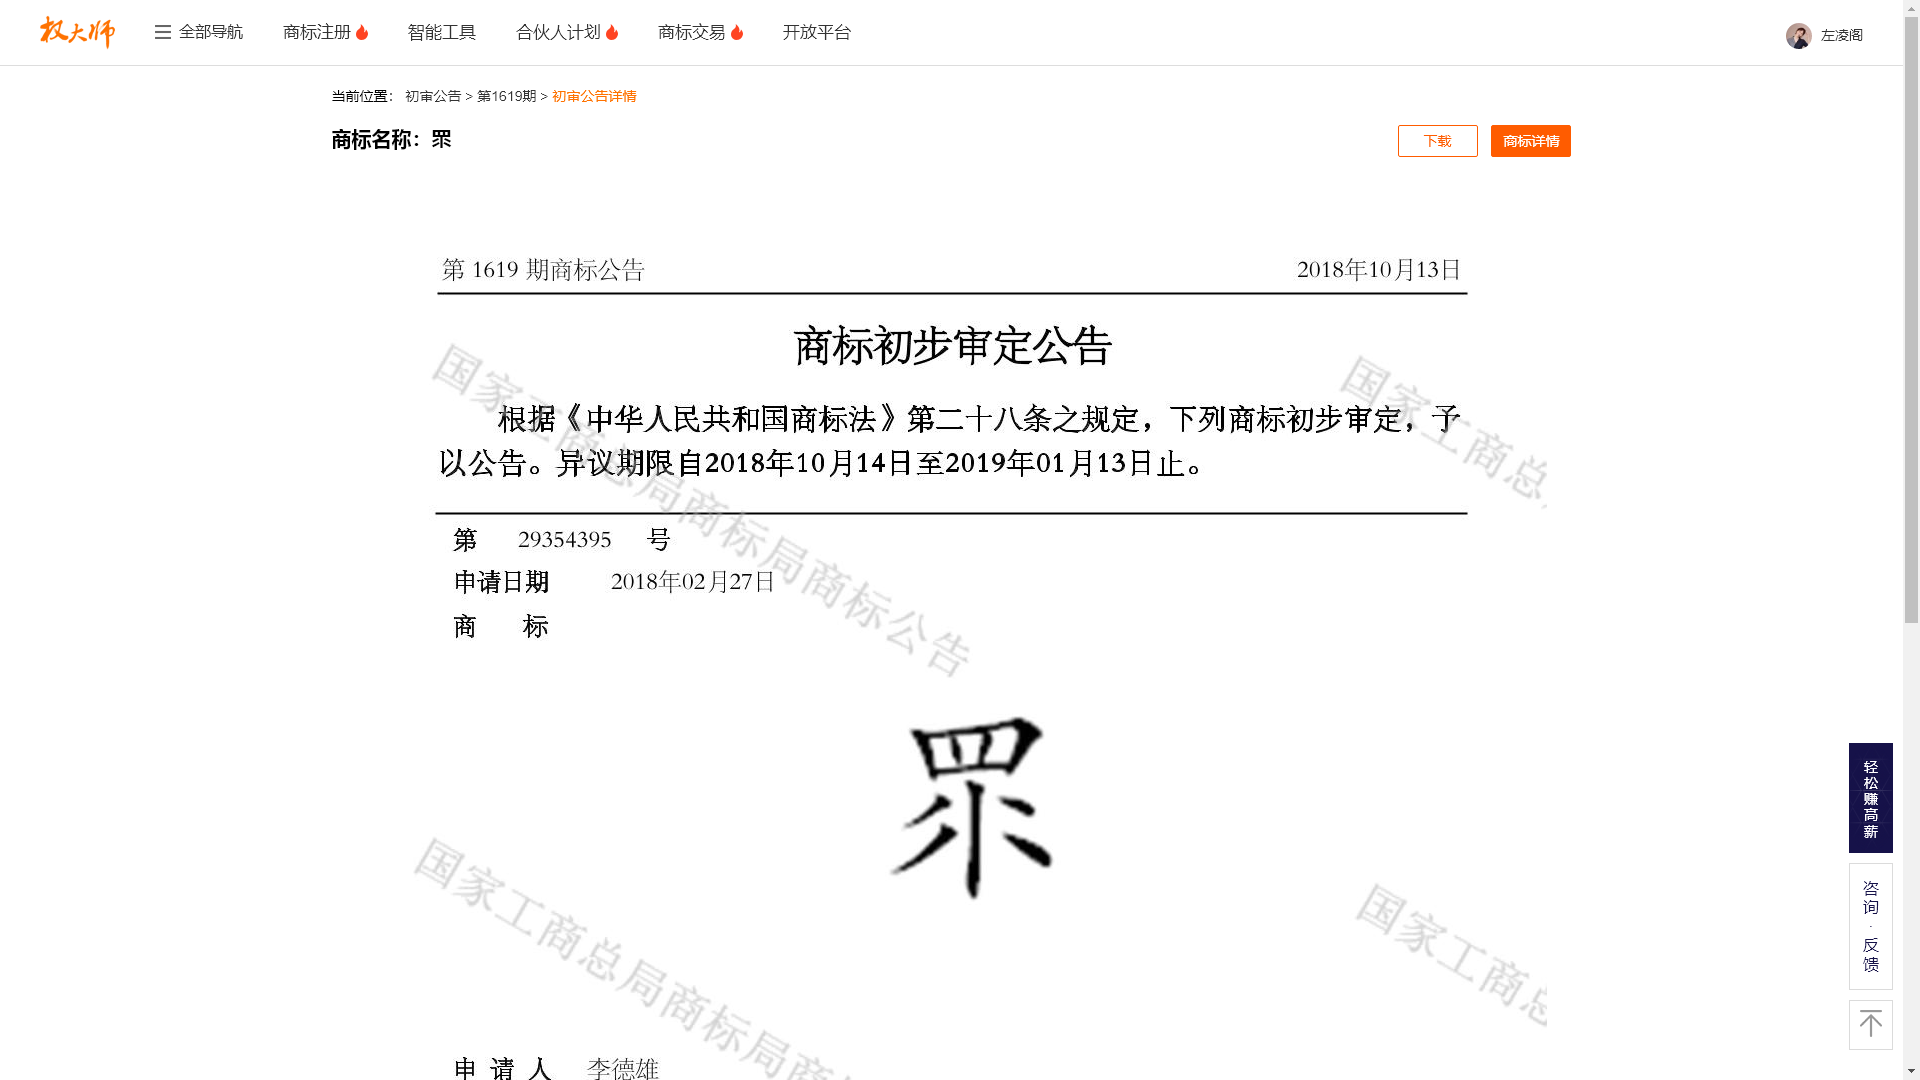 权大师 全部导航 商标注册 智能工具 合伙人计划 商标交易 开放平台 左凌阁
当前位置： 初审公告 > 第1619期 > 初审公告详情
商标名称：罘
下载 商标详情
第 1619 期商标公告 2018年10月13日
商标初步审定公告
根据《中华人民共和国商标法》第二十八条之规定，下列商标初步审定，予
以公告。异议期限自2018年10月14日至2019年01月13日止。
第 29354395 号
申请日期 2018年02月27日
商 标
申 请 人 李德雄
国家工商总局商标局商标公告
国家工商总
国家工商总局商标局商
国家工商总
轻松赚高薪
咨询·反馈